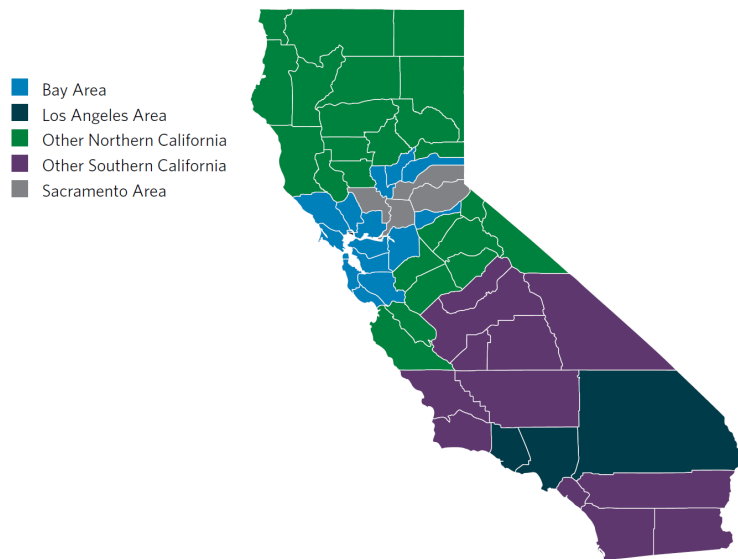 Bay Area
Los Angeles Area
Other Northern California
Other Southern California
Sacramento Area